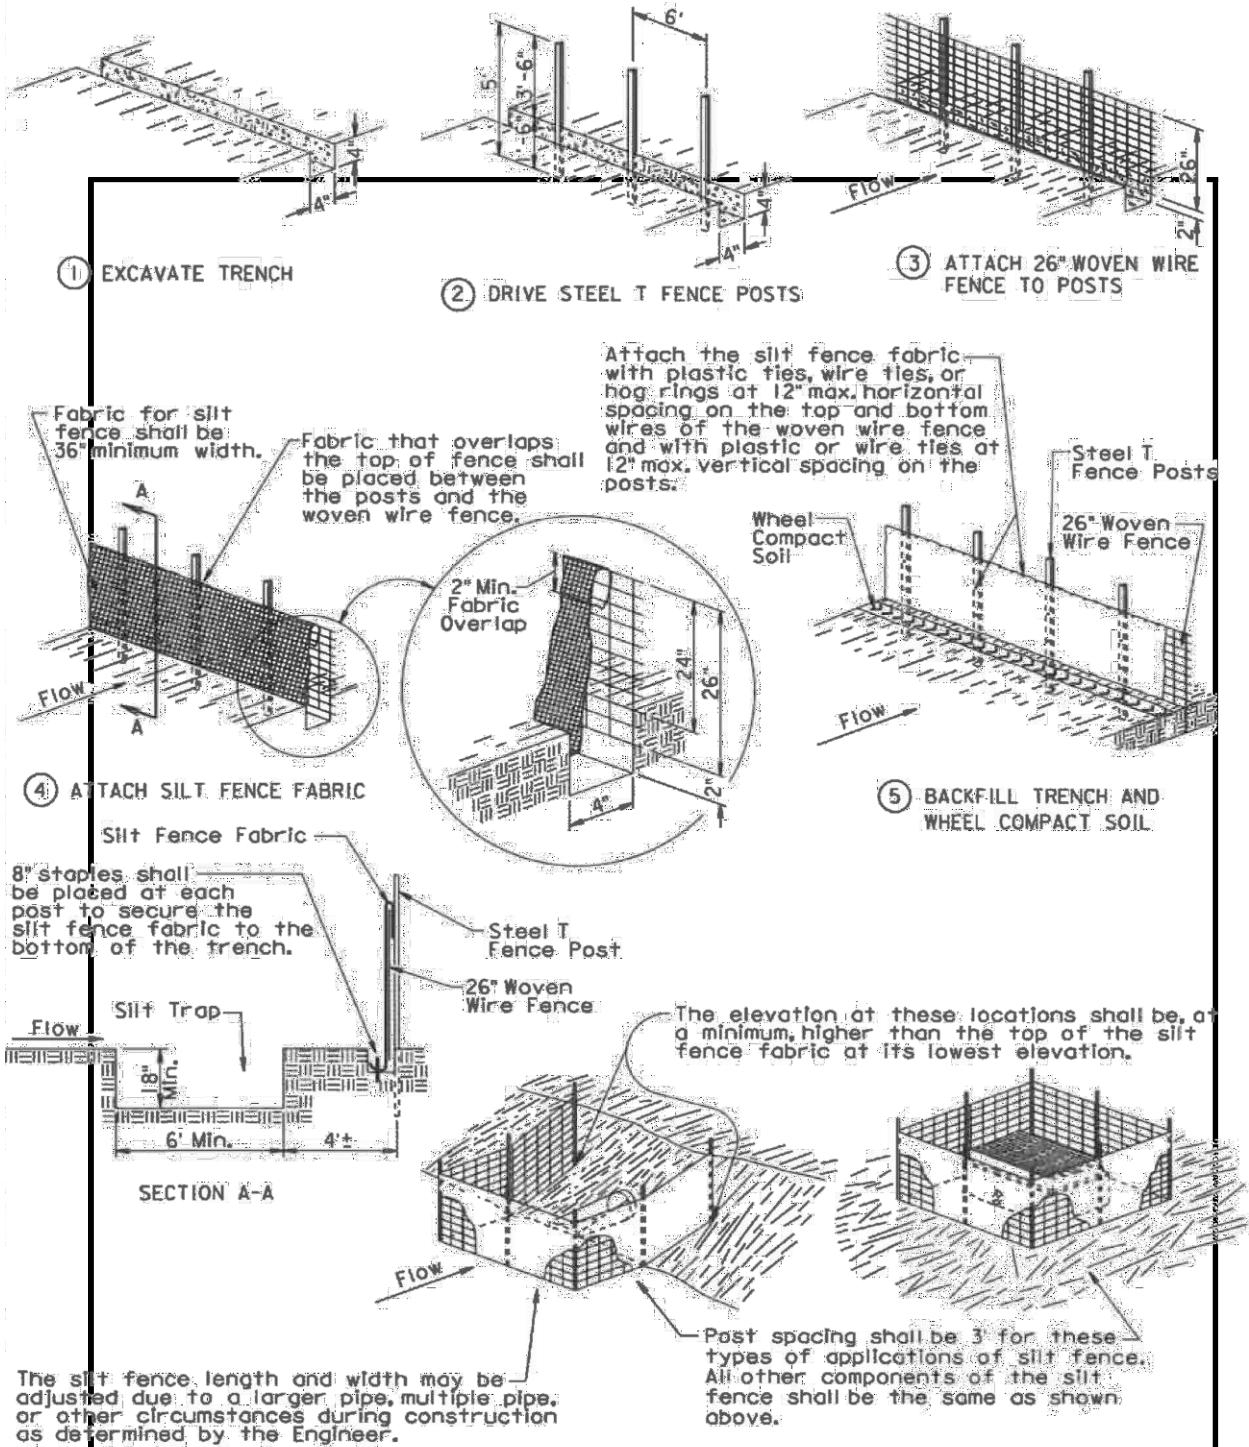 6'
5'
3'-6"
1'-6"
4"
4"
4"
4"
Flow
26"
2"
1 EXCAVATE TRENCH
2 DRIVE STEEL T FENCE POSTS
3 ATTACH 26" WOVEN WIRE
FENCE TO POSTS
Attach the silt fence fabric
with plastic ties, wire ties, or
hog rings at 12" max. horizontal
spacing on the top and bottom
wires of the woven wire fence
and with plastic or wire ties at
12" max. vertical spacing on the
posts.
Fabric for silt
fence shall be
36" minimum width.
Fabric that overlaps
the top of fence shall
be placed between
the posts and the
woven wire fence.
Steel T
Fence Posts
Wheel
Compact
Soil
26" Woven
Wire Fence
A
2" Min.
Fabric
Overlap
24"
26"
Flow
A
Flow
4"
2"
4 ATTACH SILT FENCE FABRIC
5 BACKFILL TRENCH AND
WHEEL COMPACT SOIL
Silt Fence Fabric
8" staples shall
be placed at each
post to secure the
silt fence fabric to the
bottom of the trench.
Steel T
Fence Post
26" Woven
Wire Fence
Silt Trap
Flow
18"
Min.
6' Min.
4'±
SECTION A-A
The elevation at these locations shall be, at
a minimum, higher than the top of the silt
fence fabric at its lowest elevation.
Flow
Post spacing shall be 3' for these
types of applications of silt fence.
All other components of the silt
fence shall be the same as shown
above.
The silt fence length and width may be
adjusted due to a larger pipe, multiple pipe,
or other circumstances during construction
as determined by the Engineer.